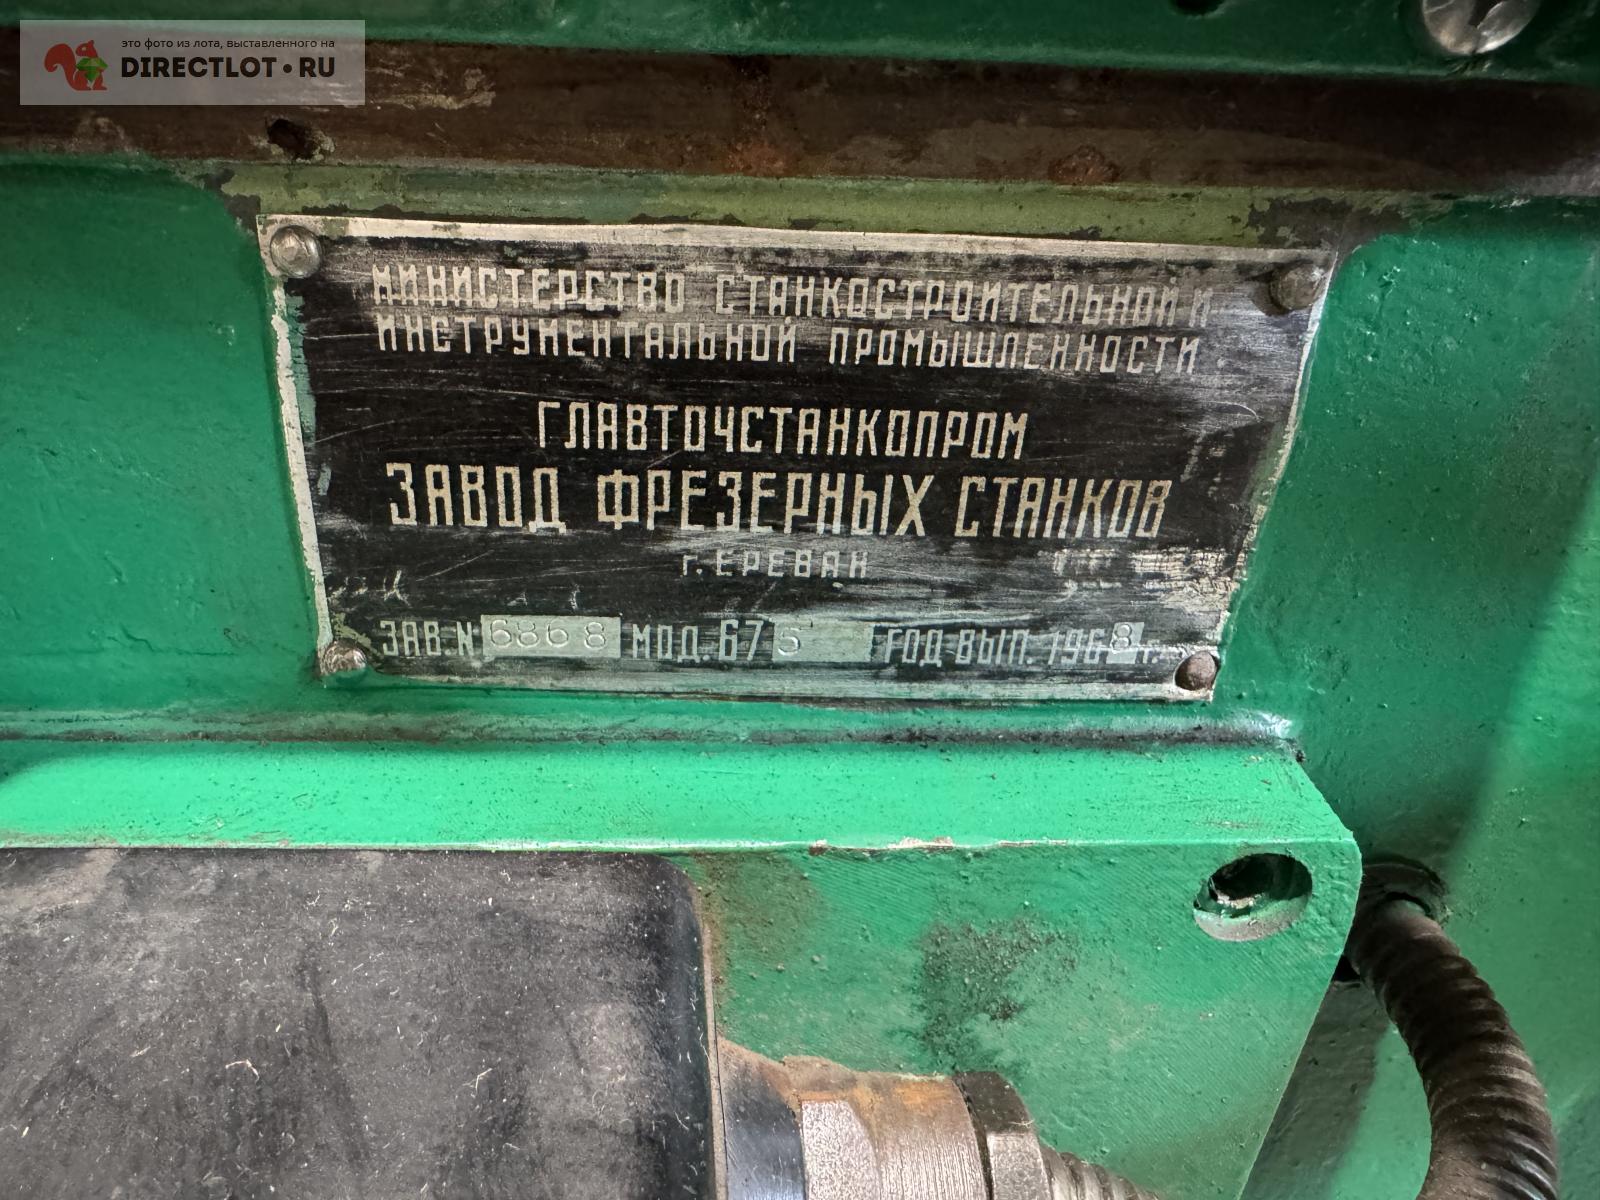 это фото из лота, выставленного на
DIRECTLOT.RU
МИНИСТЕРСТВО СТАНКОСТРОИТЕЛЬНОЙ И
ИНСТРУМЕНТАЛЬНОЙ ПРОМЫШЛЕННОСТИ
ГЛАВТОЧСТАНКОПРОМ
ЗАВОД ФРЕЗЕРНЫХ СТАНКОВ
г. ЕРЕВАН
ЗАВ. N 6868 МОД. 675 ГОД ВЫП. 1968 г.